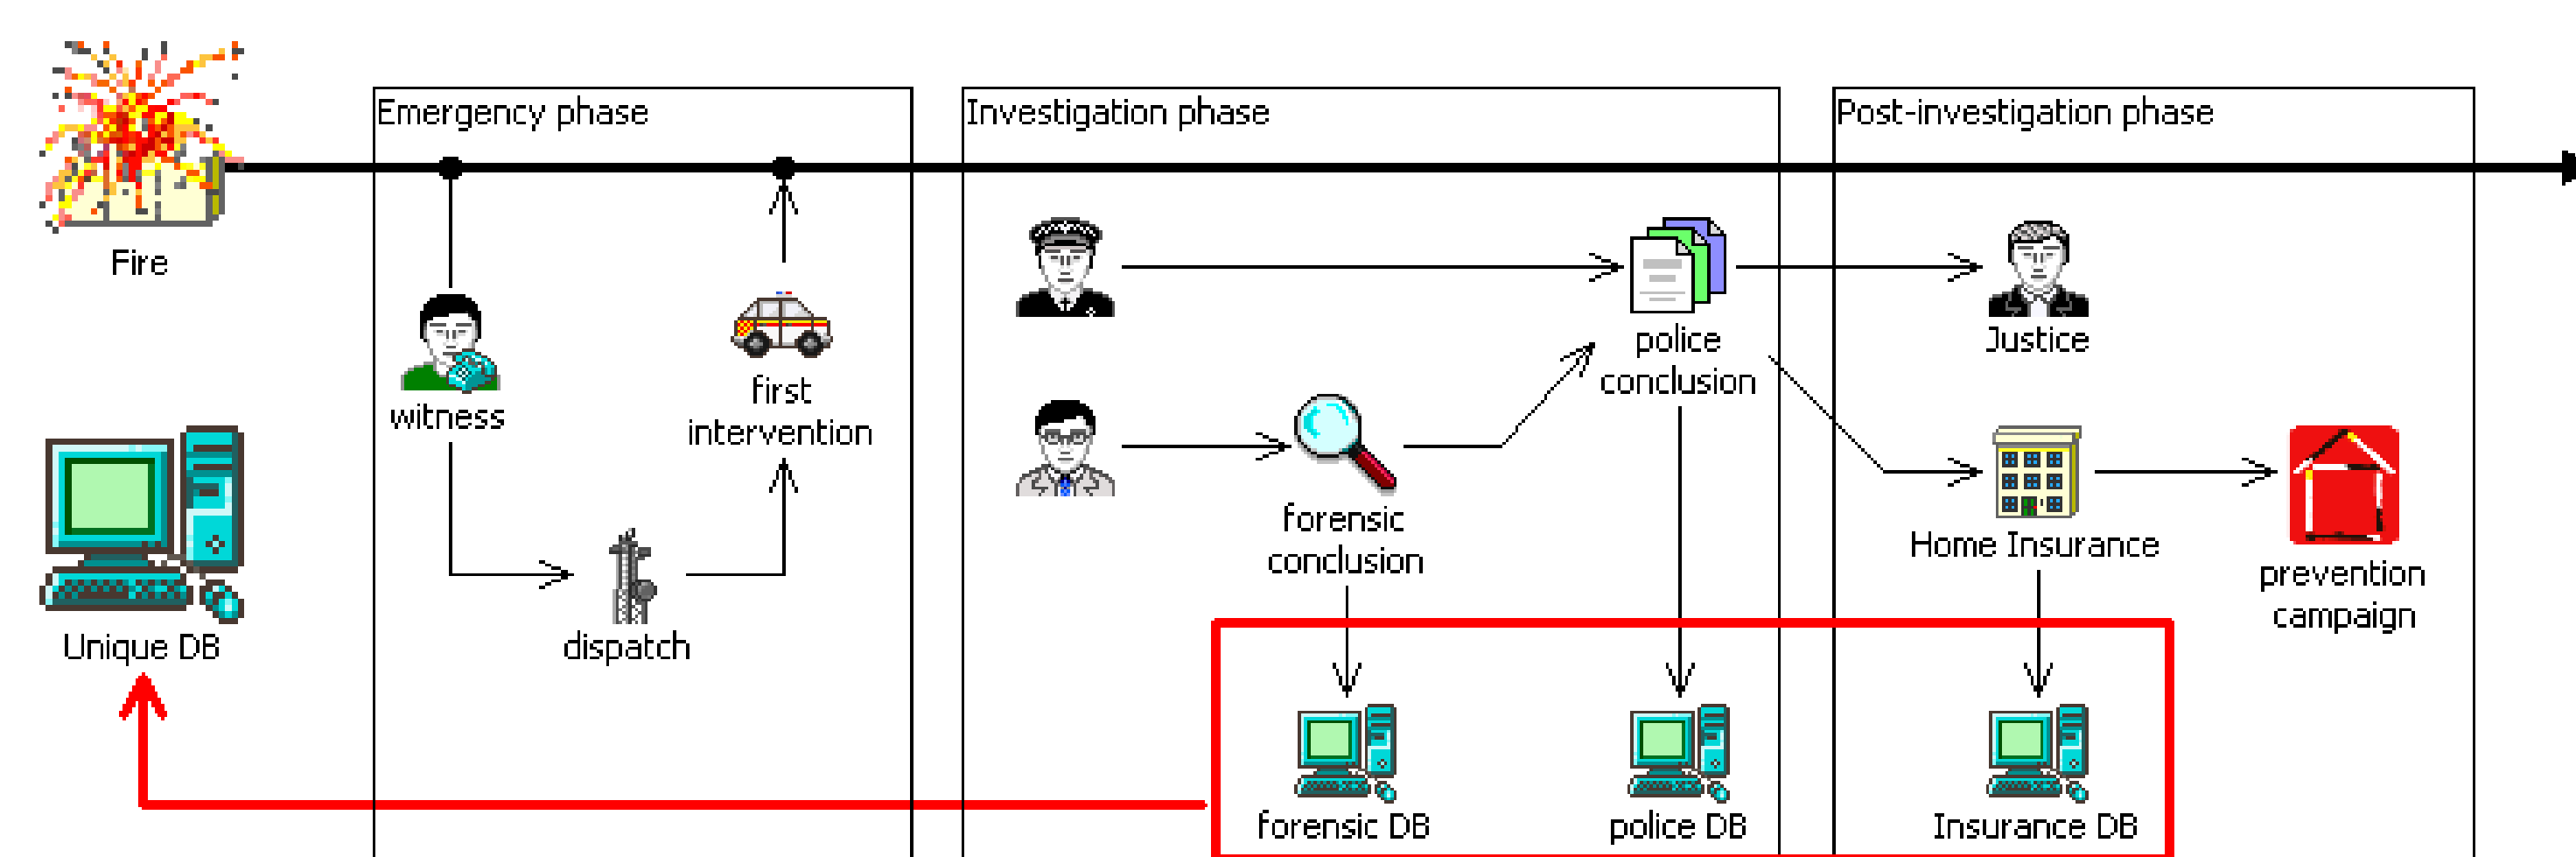 Emergency phase
Investigation phase
Post-investigation phase
Fire
witness
first
intervention
dispatch
Unique DB
police
conclusion
forensic
conclusion
Justice
Home Insurance
prevention
campaign
forensic DB
police DB
Insurance DB